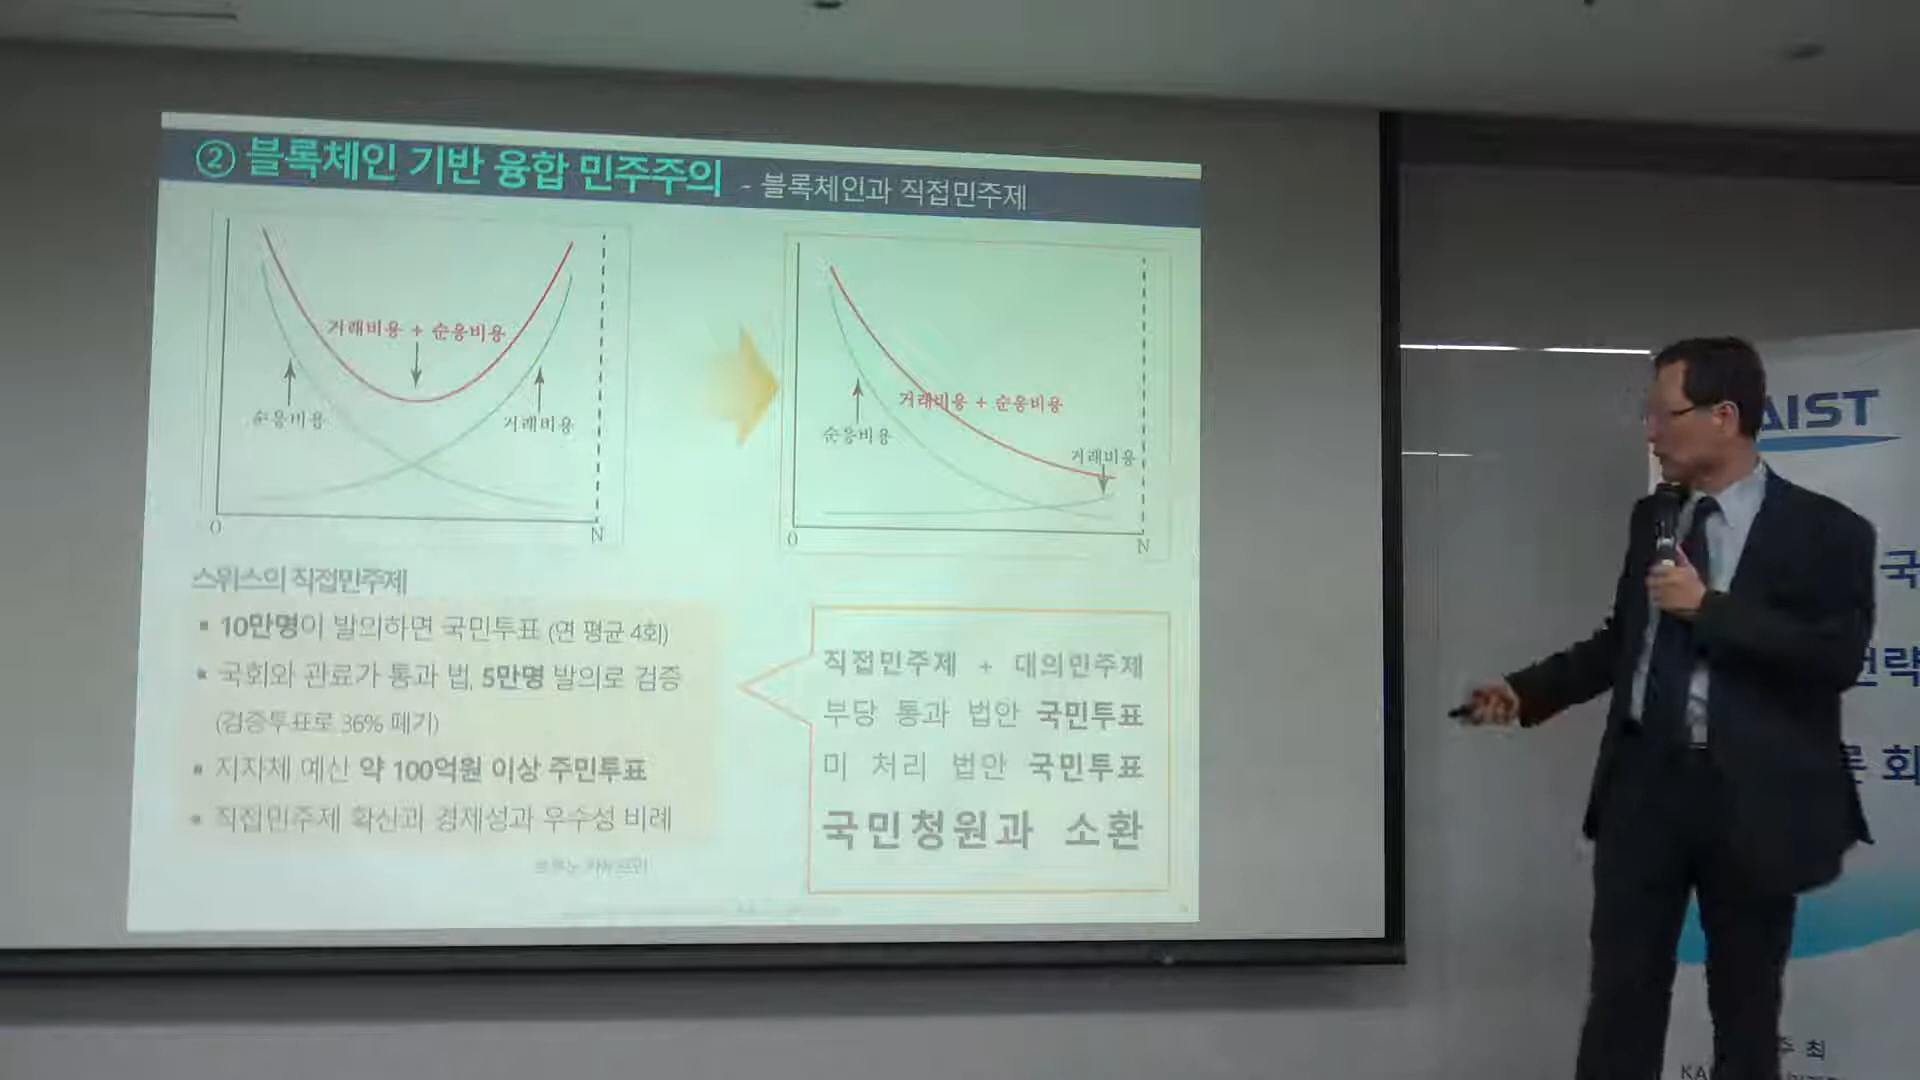 ② 블록체인 기반 융합 민주주의 - 블록체인과 직접민주제
거래비용 + 순응비용
순응비용
거래비용
0
N
거래비용 + 순응비용
순응비용
거래비용
0
N
스위스의 직접민주제
▪ 10만명이 발의하면 국민투표 (연 평균 4회)
▪ 국회와 관료가 통과 법, 5만명 발의로 검증
(검증투표로 36% 폐기)
▪ 지자체 예산 약 100억원 이상 주민투표
▪ 직접민주제 확산과 경제성과 우수성 비례
직접민주제 + 대의민주제
부당 통과 법안 국민투표
미 처리 법안 국민투표
국민청원과 소환
AIST
국
전략
론 회
주 최
KA